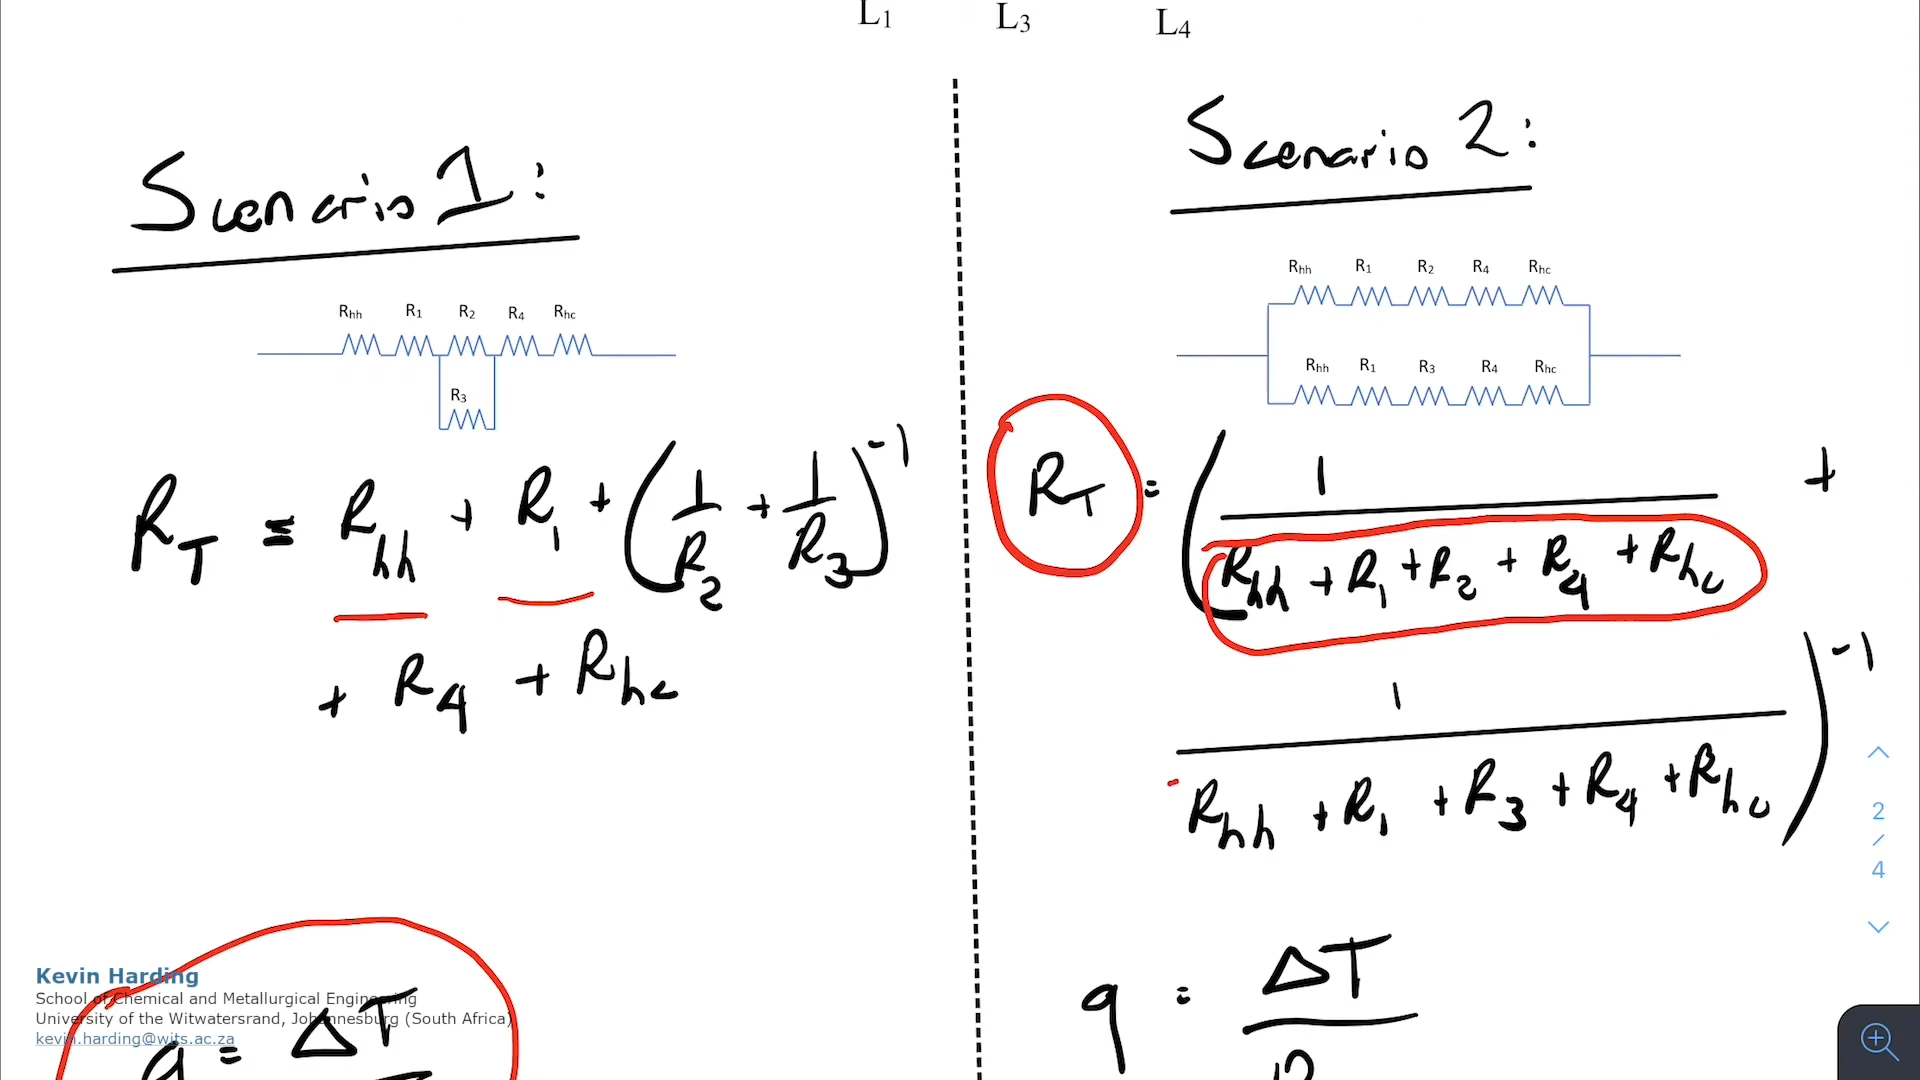 L₁ L₃ L₄
Scenario 1:
Rhh R₁ R₂ R₄ Rhc
R₃
R_T = Rhh + R₁ + (1/R₂ + 1/R₃)⁻¹
+ R₄ + Rhc
Kevin Harding
School of Chemical and Metallurgical Engineering
University of the Witwatersrand, Johannesburg (South Africa)
kevin.harding@wits.ac.za
q = ΔT
Scenario 2:
Rhh R₁ R₂ R₄ Rhc
Rhh R₁ R₃ R₄ Rhc
R_T = ( 1 +
Rhh + R₁ + R₂ + R₄ + Rhc
1 )⁻¹
Rhh + R₁ + R₃ + R₄ + Rhc
q = ΔT
2
/
4